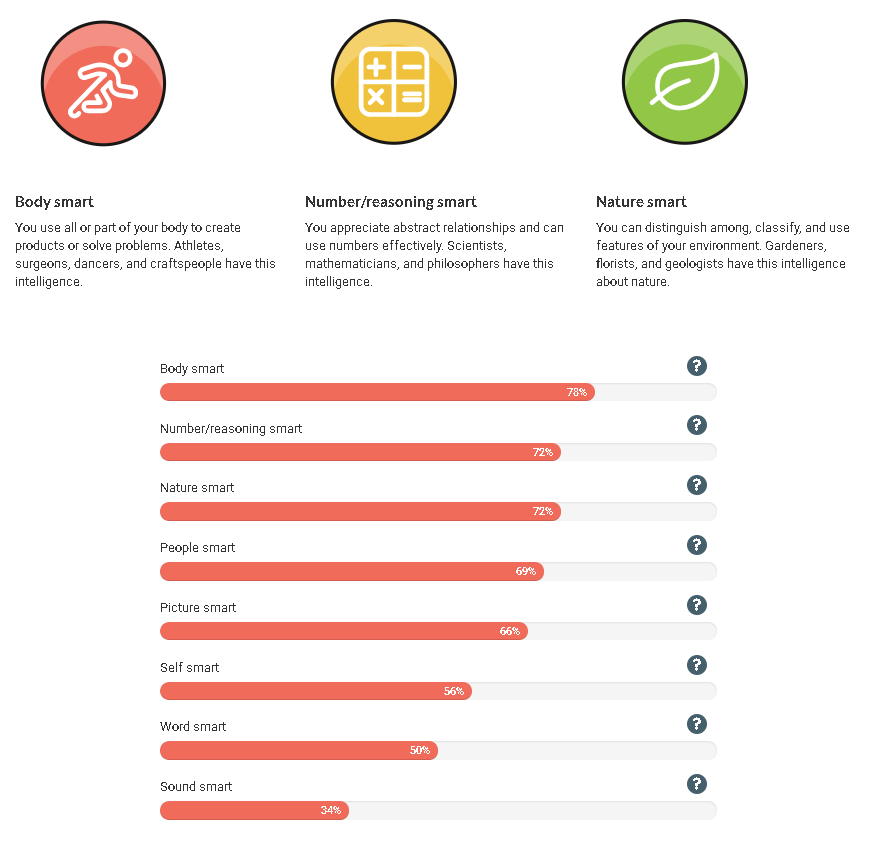 Body smart
You use all or part of your body to create
products or solve problems. Athletes,
surgeons, dancers, and craftspeople have this
intelligence.
Number/reasoning smart
You appreciate abstract relationships and can
use numbers effectively. Scientists,
mathematicians, and philosophers have this
intelligence.
Nature smart
You can distinguish among, classify, and use
features of your environment. Gardeners,
florists, and geologists have this intelligence
about nature.
Body smart ?
78%
Number/reasoning smart ?
72%
Nature smart ?
72%
People smart ?
69%
Picture smart ?
66%
Self smart ?
56%
Word smart ?
50%
Sound smart ?
34%